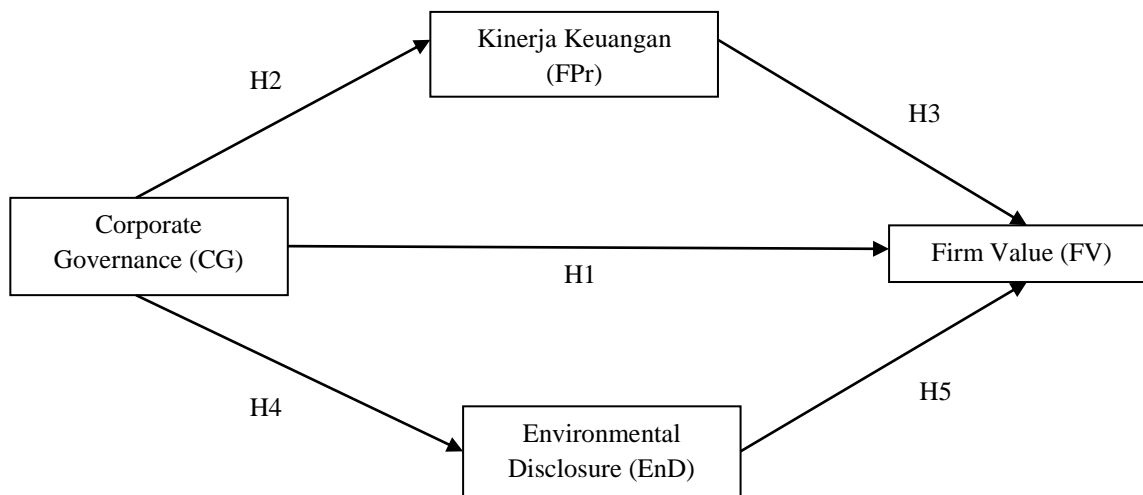 Kinerja Keuangan
(FPr)
H2
H3
Corporate
Governance (CG)
Firm Value (FV)
H1
H4
H5
Environmental
Disclosure (EnD)